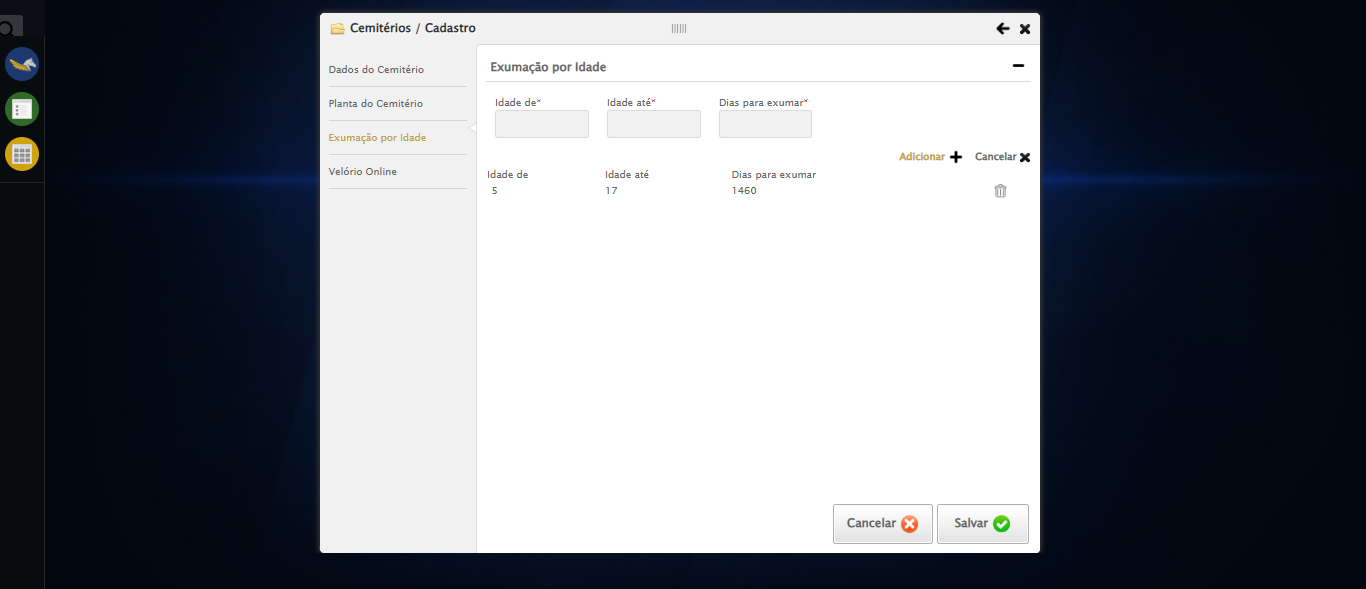 Cemitérios / Cadastro
Dados do Cemitério
Planta do Cemitério
Exumação por Idade
Velório Online
Exumação por Idade
Idade de* Idade até* Dias para exumar*
Adicionar Cancelar
Idade de Idade até Dias para exumar
5 17 1460
Cancelar Salvar